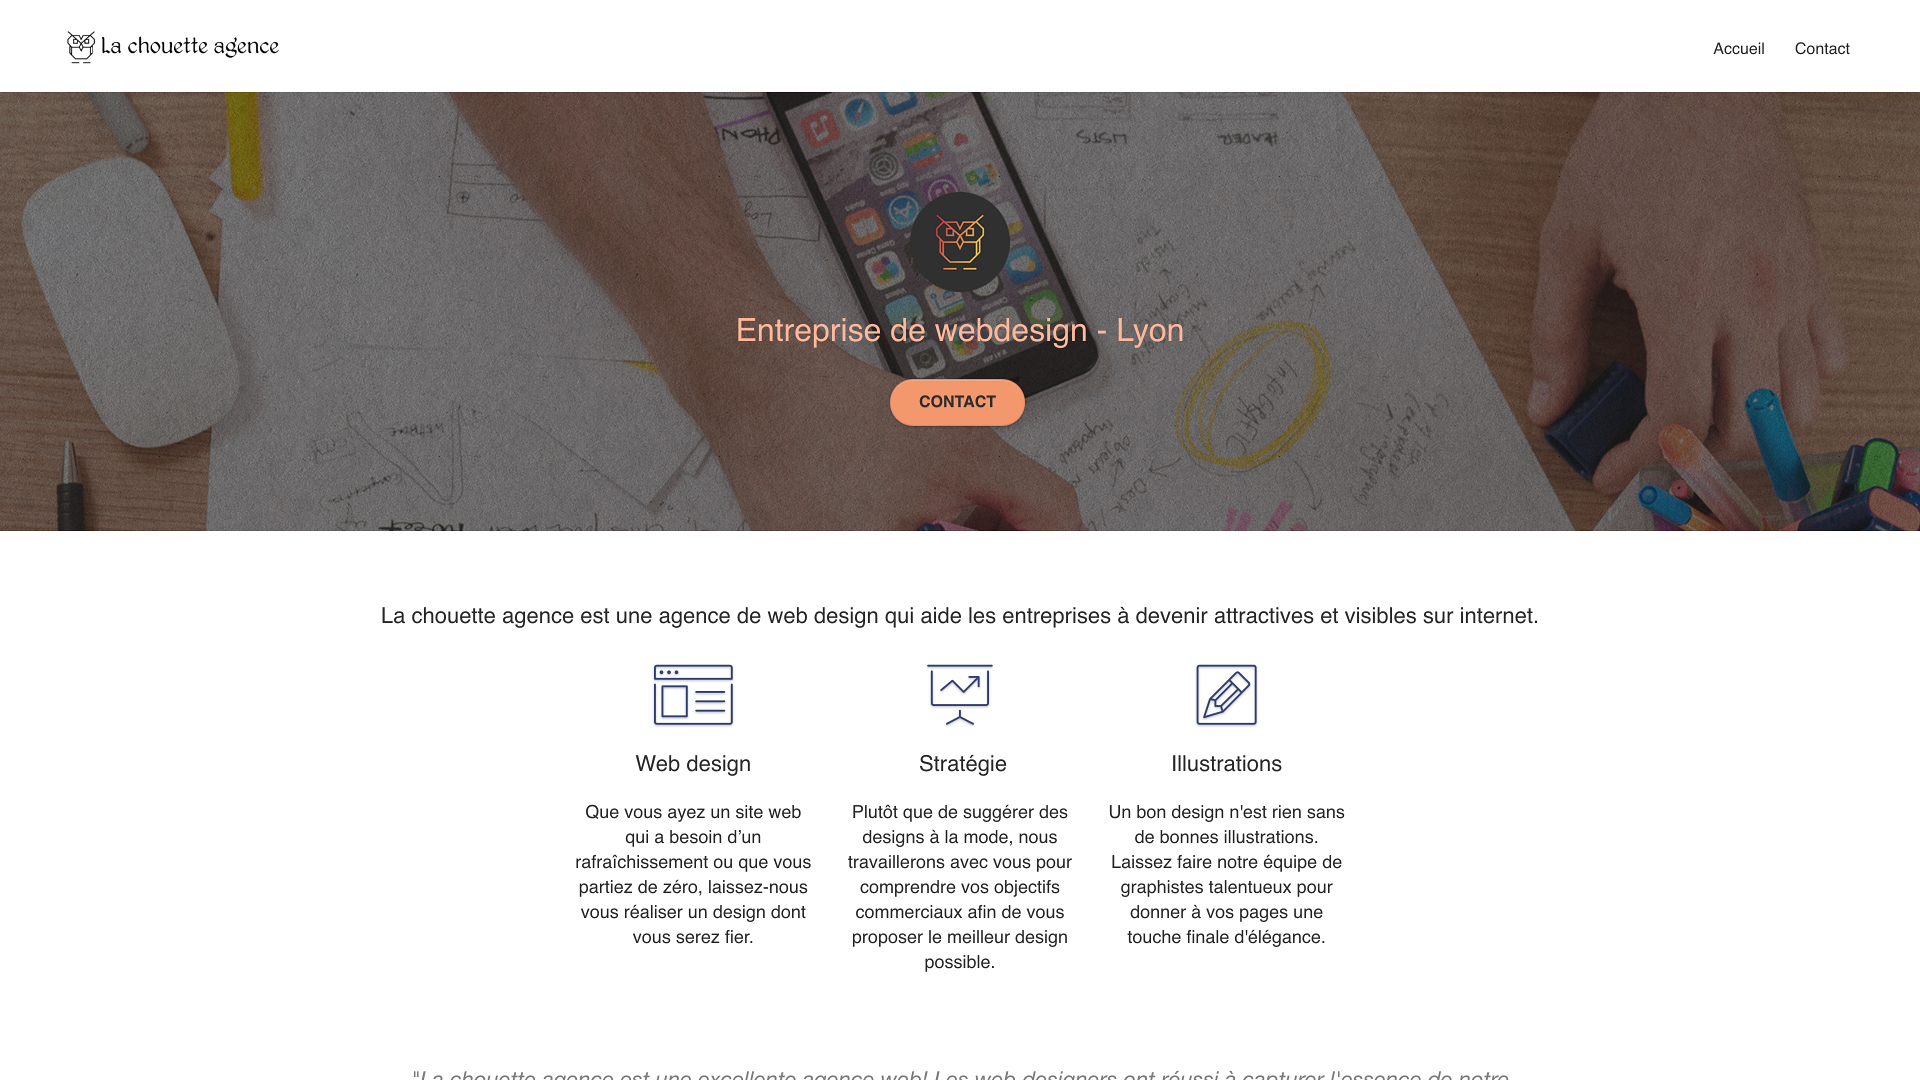 La chouette agence
Accueil
Contact
LISTS
HEADER
Entreprise de webdesign - Lyon
CONTACT
La chouette agence est une agence de web design qui aide les entreprises à devenir attractives et visibles sur internet.
Web design
Que vous ayez un site web
qui a besoin d’un
rafraîchissement ou que vous
partiez de zéro, laissez-nous
vous réaliser un design dont
vous serez fier.
Stratégie
Plutôt que de suggérer des
designs à la mode, nous
travaillerons avec vous pour
comprendre vos objectifs
commerciaux afin de vous
proposer le meilleur design
possible.
Illustrations
Un bon design n'est rien sans
de bonnes illustrations.
Laissez faire notre équipe de
graphistes talentueux pour
donner à vos pages une
touche finale d'élégance.
"La chouette agence est une excellente agence web! Les web designers ont réussi à capturer l'essence de notre